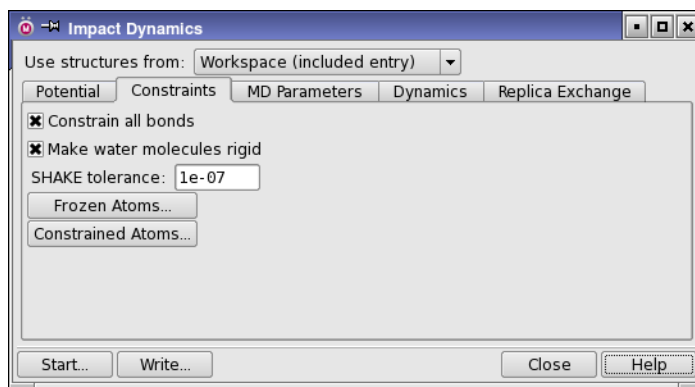 Impact Dynamics
Use structures from: Workspace (included entry)
Potential Constraints MD Parameters Dynamics Replica Exchange
Constrain all bonds
Make water molecules rigid
SHAKE tolerance: 1e-07
Frozen Atoms...
Constrained Atoms...
Start... Write... Close Help